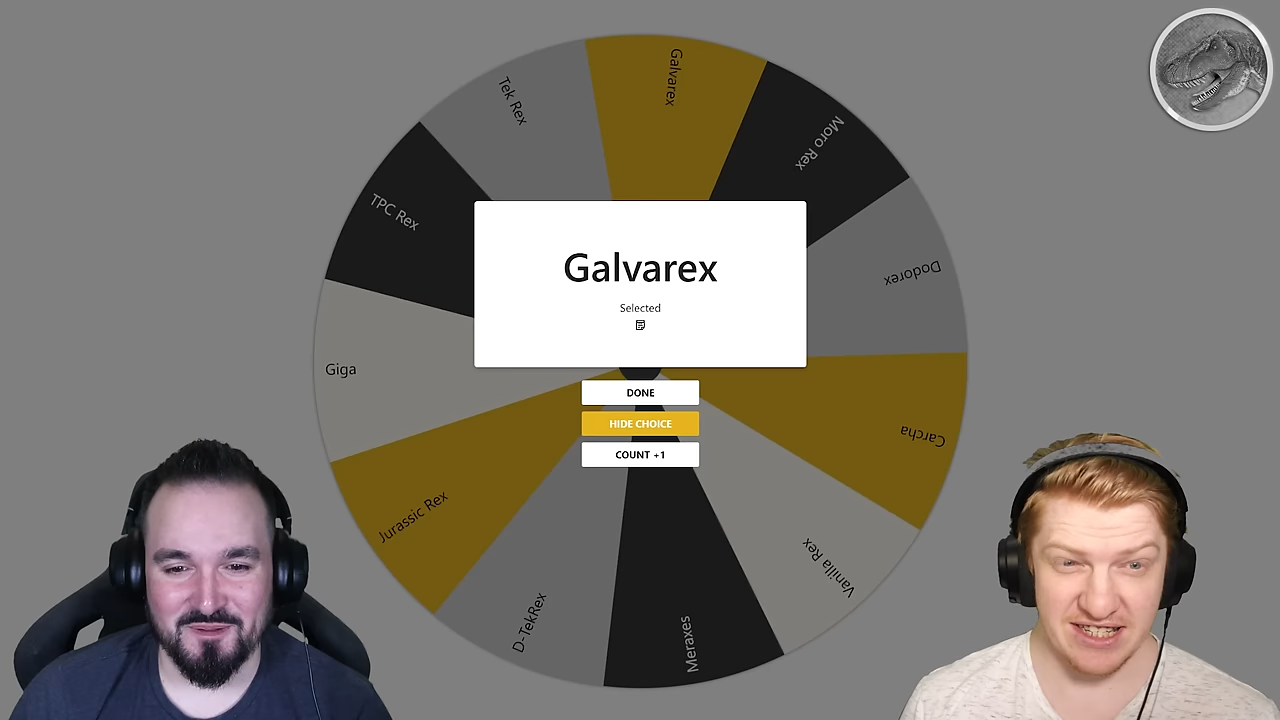 Galvarex
Tek Rex
Moro Rex
TPC Rex
Dodorex
Galvarex
Selected
Giga
DONE
HIDE CHOICE
COUNT +1
Carcha
Jurassic Rex
Vanilla Rex
D-TekRex
Meraxes